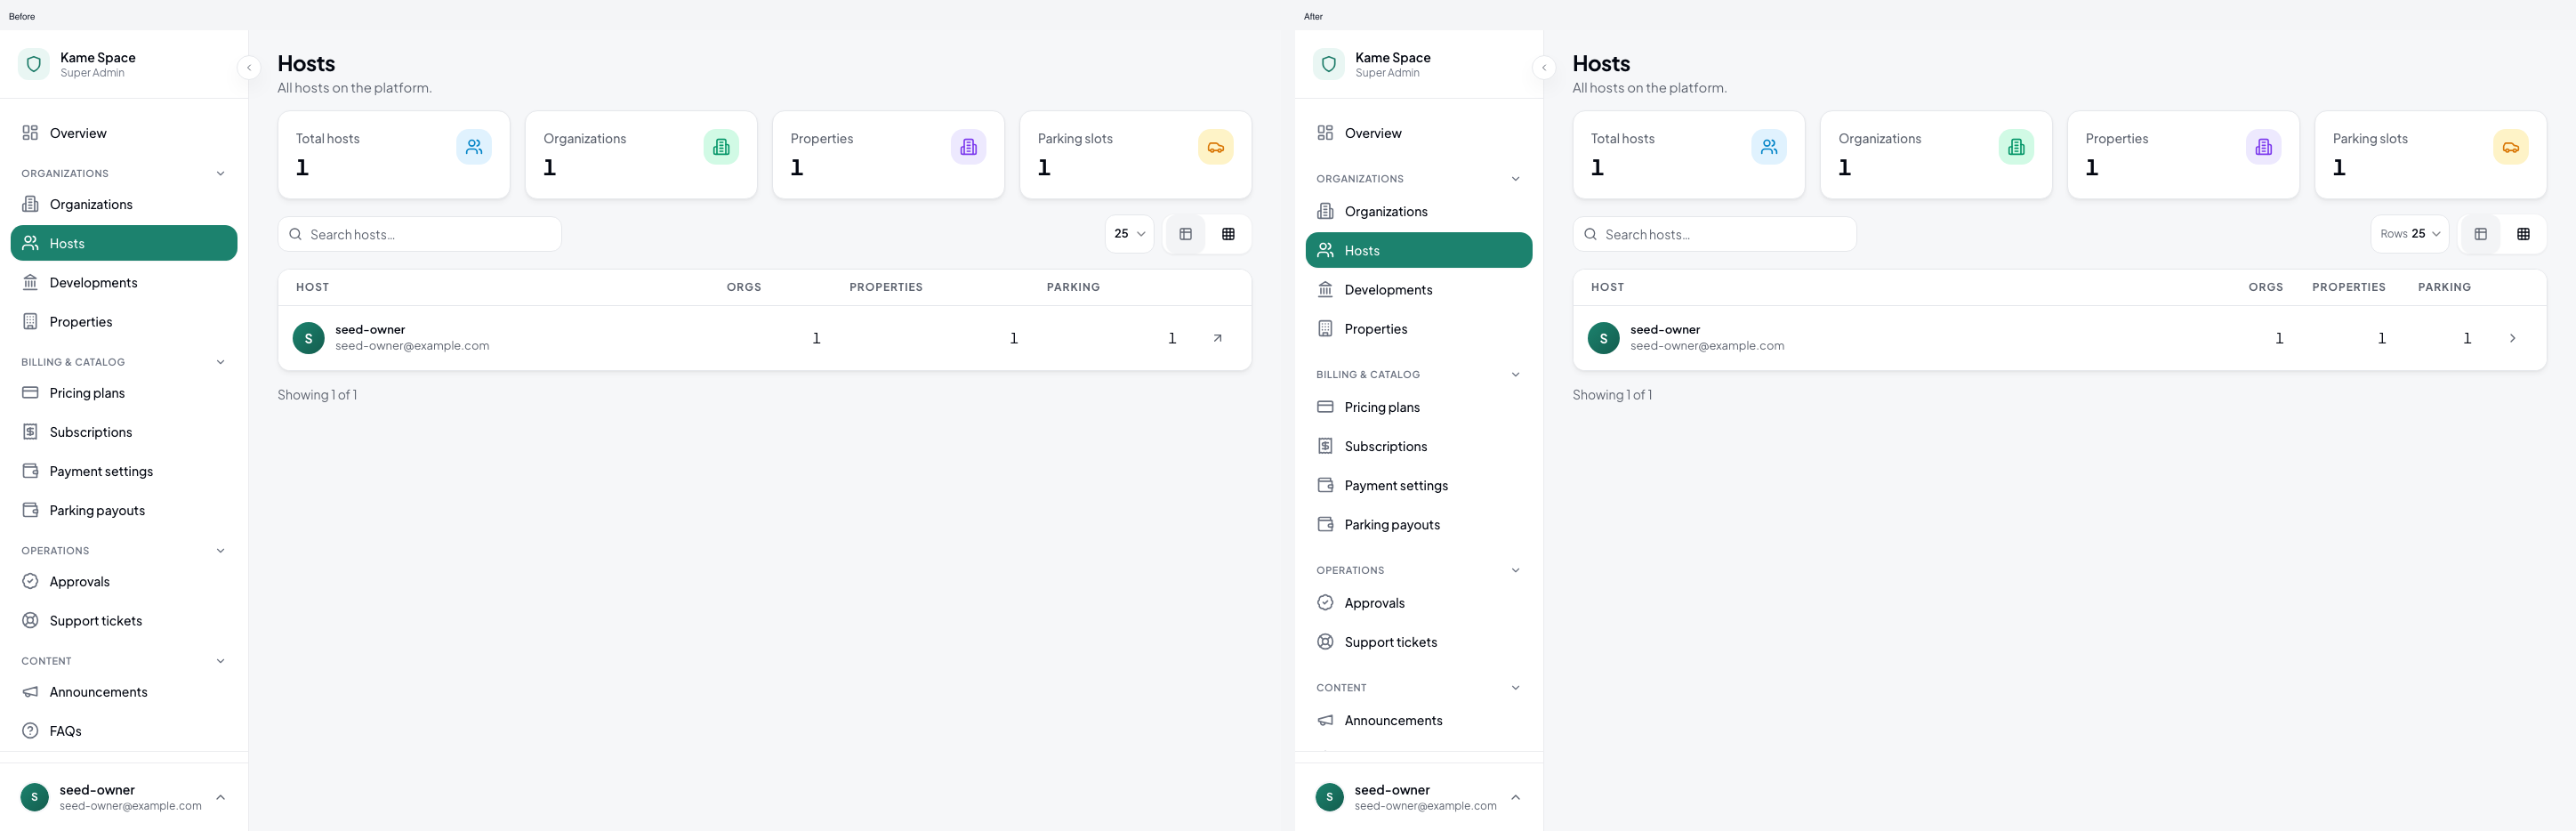 Before
Kame Space
Super Admin
Overview
ORGANIZATIONS
Organizations
Hosts
Developments
Properties
BILLING & CATALOG
Pricing plans
Subscriptions
Payment settings
Parking payouts
OPERATIONS
Approvals
Support tickets
CONTENT
Announcements
FAQs
S
seed-owner
seed-owner@example.com
Hosts
All hosts on the platform.
Total hosts
1
Organizations
1
Properties
1
Parking slots
1
Search hosts...
25
HOST ORGS PROPERTIES PARKING
S
seed-owner
seed-owner@example.com
1 1 1
Showing 1 of 1
After
Kame Space
Super Admin
Overview
ORGANIZATIONS
Organizations
Hosts
Developments
Properties
BILLING & CATALOG
Pricing plans
Subscriptions
Payment settings
Parking payouts
OPERATIONS
Approvals
Support tickets
CONTENT
Announcements
S
seed-owner
seed-owner@example.com
Hosts
All hosts on the platform.
Total hosts
1
Organizations
1
Properties
1
Parking slots
1
Search hosts...
Rows 25
HOST ORGS PROPERTIES PARKING
S
seed-owner
seed-owner@example.com
1 1 1
Showing 1 of 1